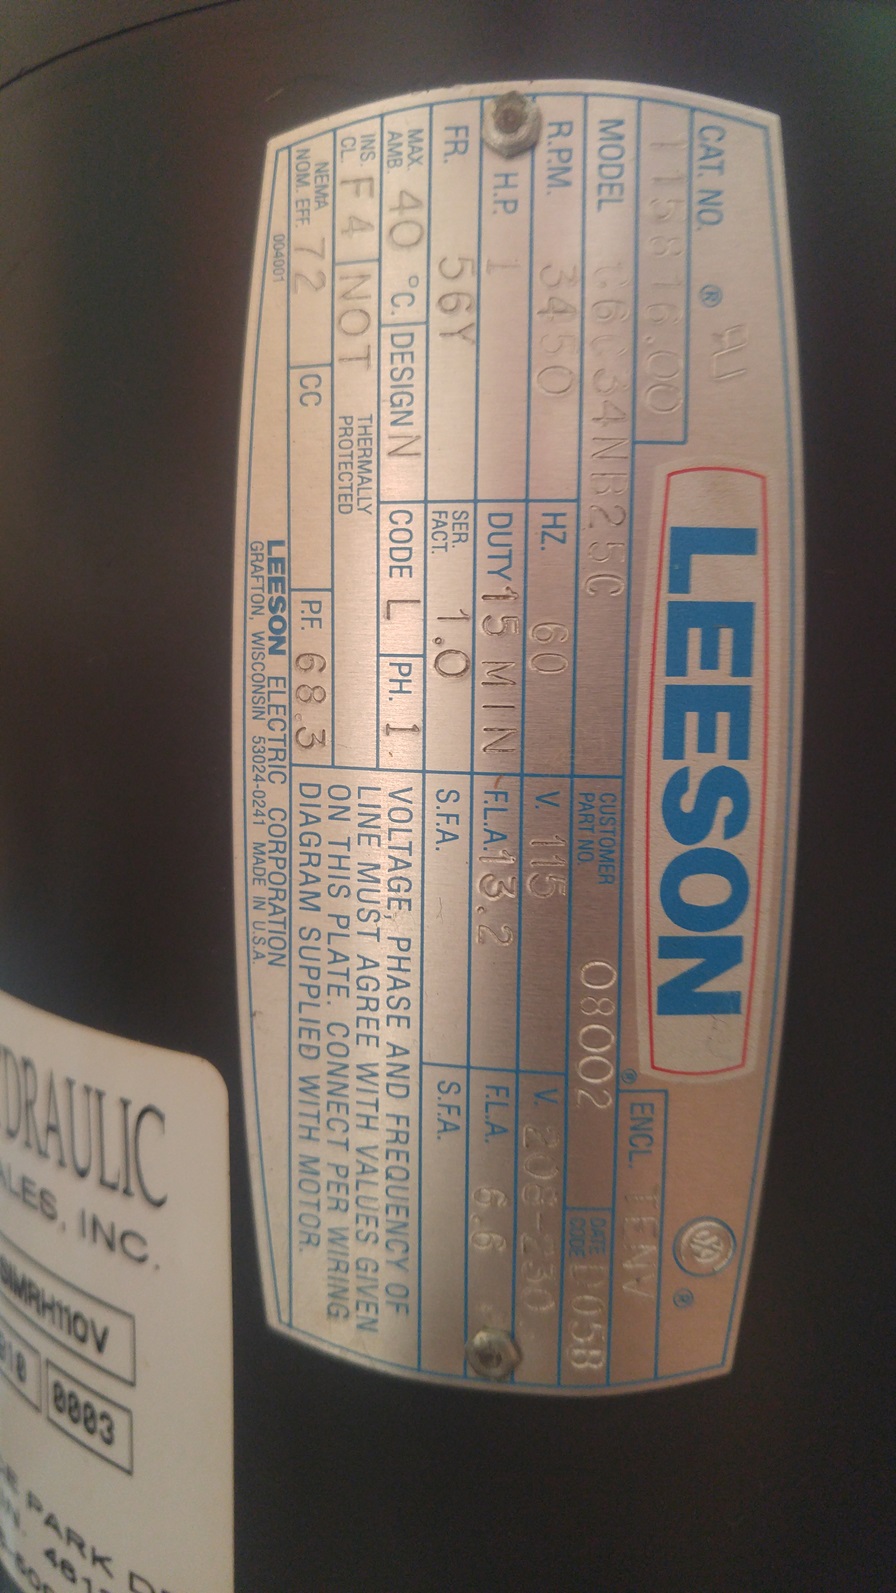 LEESON
®
CAT. NO. ®
115816.00
ENCL. TENV
MODEL C6C34NB25C
CUSTOMER PART NO. 08002
DATE CODE D05B
R.P.M. 3450
HZ. 60
V. 115
V. 208-230
H.P. 1
DUTY 15 MIN
F.L.A. 13.2
F.L.A. 6.6
FR. 56Y
SER. FACT. 1.0
S.F.A.
S.F.A.
MAX. AMB. 40 °C.
DESIGN N
CODE L
PH. 1
INS. CL. F4
NOT THERMALLY PROTECTED
NEMA NOM. EFF. 72
CC
P.F. 68.3
VOLTAGE, PHASE AND FREQUENCY OF
LINE MUST AGREE WITH VALUES GIVEN
ON THIS PLATE. CONNECT PER WIRING
DIAGRAM SUPPLIED WITH MOTOR.
004001
LEESON ELECTRIC CORPORATION
GRAFTON, WISCONSIN 53024-0241 MADE IN U.S.A.
INC.
0003
PARK